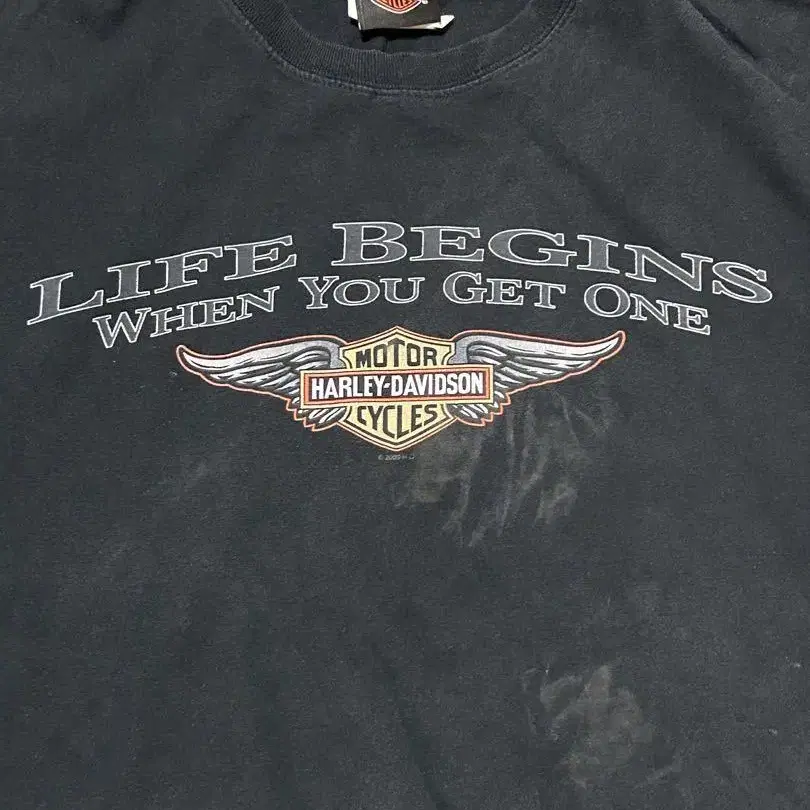 LIFE BEGINS
WHEN YOU GET ONE
MOTOR
HARLEY-DAVIDSON
CYCLES